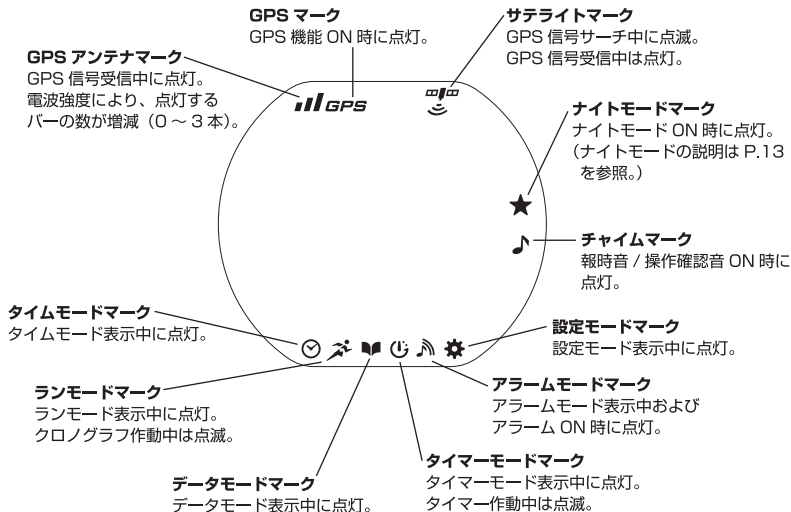 GPS マーク
GPS 機能 ON 時に点灯。
サテライトマーク
GPS 信号サーチ中に点滅。
GPS 信号受信中は点灯。
GPS アンテナマーク
GPS 信号受信中に点灯。
電波強度により、点灯する
バーの数が増減（0 ～ 3 本）。
GPS
ナイトモードマーク
ナイトモード ON 時に点灯。
（ナイトモードの説明は P.13
を参照。）
チャイムマーク
報時音 / 操作確認音 ON 時に
点灯。
タイムモードマーク
タイムモード表示中に点灯。
設定モードマーク
設定モード表示中に点灯。
ランモードマーク
ランモード表示中に点灯。
クロノグラフ作動中は点滅。
アラームモードマーク
アラームモード表示中および
アラーム ON 時に点灯。
データモードマーク
データモード表示中に点灯。
タイマーモードマーク
タイマーモード表示中に点灯。
タイマー作動中は点滅。